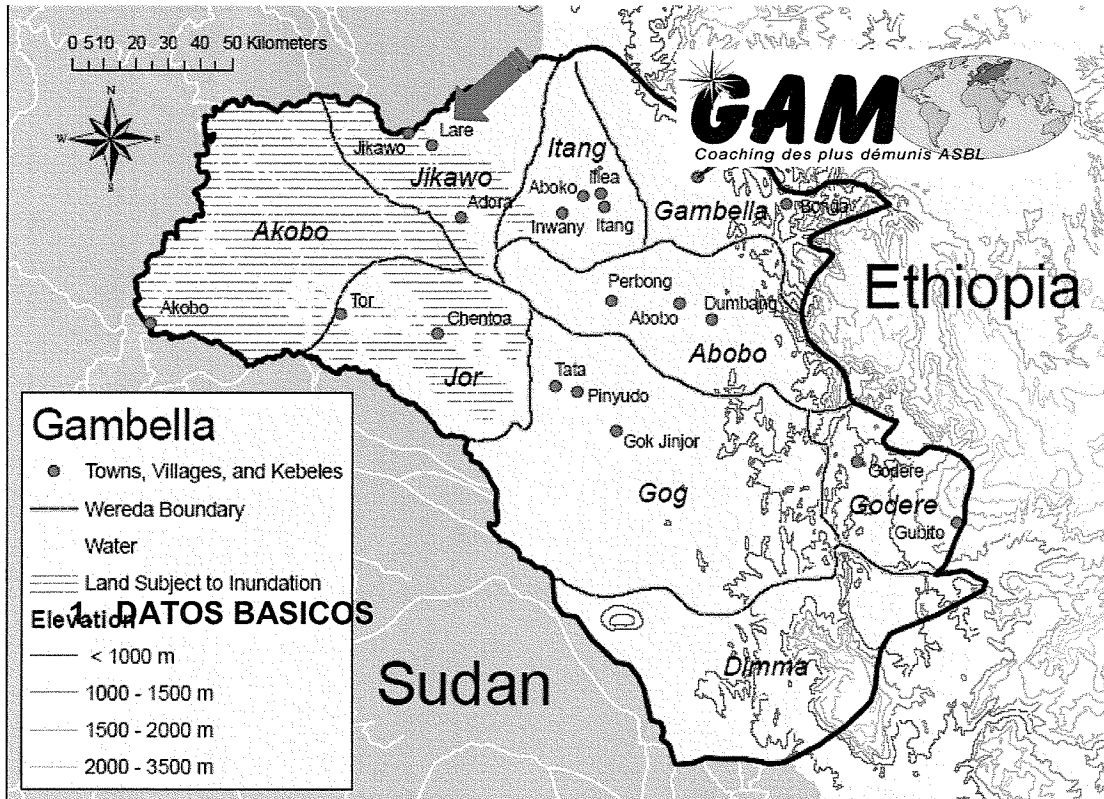 0 5 10 20 30 40 50 Kilometers
N
W E
S
GAM
Coaching des plus démunis ASBL
Lare
Jikawo
Jikawo
Itang
Aboko
Illea
Inwany
Itang
Adora
Gambella
Bonga
Akobo
Ethiopia
Perbong
Dumbang
Abobo
Akobo
Tor
Chentoa
Abobo
Jor
Tata
Pinyudo
Gok Jinjor
Gog
Godere
Godere
Gubito
Dimma
Sudan
Gambella
Towns, Villages, and Kebeles
Wereda Boundary
Water
Land Subject to Inundation
Elevation
1. DATOS BASICOS
< 1000 m
1000 - 1500 m
1500 - 2000 m
2000 - 3500 m